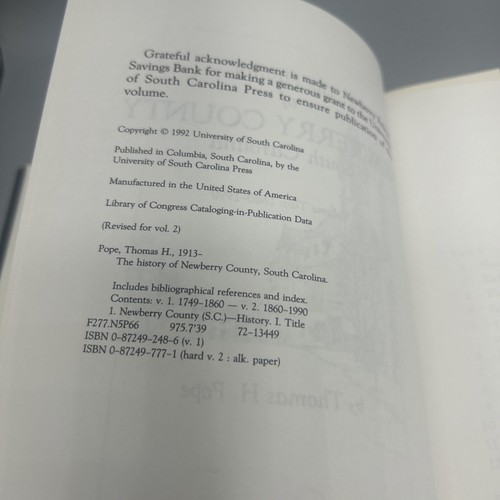 Grateful acknowledgment is made to Newberry
Savings Bank for making a generous grant to the
of South Carolina Press to ensure publication of
volume.
Copyright © 1992 University of South Carolina
Published in Columbia, South Carolina, by the
University of South Carolina Press
Manufactured in the United States of America
Library of Congress Cataloging-in-Publication Data
(Revised for vol. 2)
Pope, Thomas H., 1913–
The history of Newberry County, South Carolina.
Includes bibliographical references and index.
Contents: v. 1. 1749–1860 — v. 2. 1860–1990
1. Newberry County (S.C.)—History. I. Title
F277.N5P66 975.7'39 72–13449
ISBN 0–87249–248–6 (v. 1)
ISBN 0–87249–777–1 (hard v. 2 : alk. paper)
by Thomas H. Pope